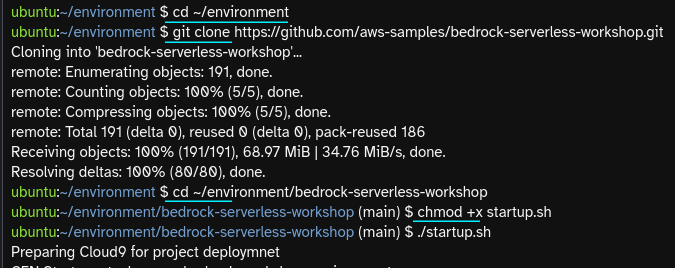 ubuntu:~/environment $ cd ~/environment
ubuntu:~/environment $ git clone https://github.com/aws-samples/bedrock-serverless-workshop.git
Cloning into 'bedrock-serverless-workshop'...
remote: Enumerating objects: 191, done.
remote: Counting objects: 100% (5/5), done.
remote: Compressing objects: 100% (5/5), done.
remote: Total 191 (delta 0), reused 0 (delta 0), pack-reused 186
Receiving objects: 100% (191/191), 68.97 MiB | 34.76 MiB/s, done.
Resolving deltas: 100% (80/80), done.
ubuntu:~/environment $ cd ~/environment/bedrock-serverless-workshop
ubuntu:~/environment/bedrock-serverless-workshop (main) $ chmod +x startup.sh
ubuntu:~/environment/bedrock-serverless-workshop (main) $ ./startup.sh
Preparing Cloud9 for project deploymnet